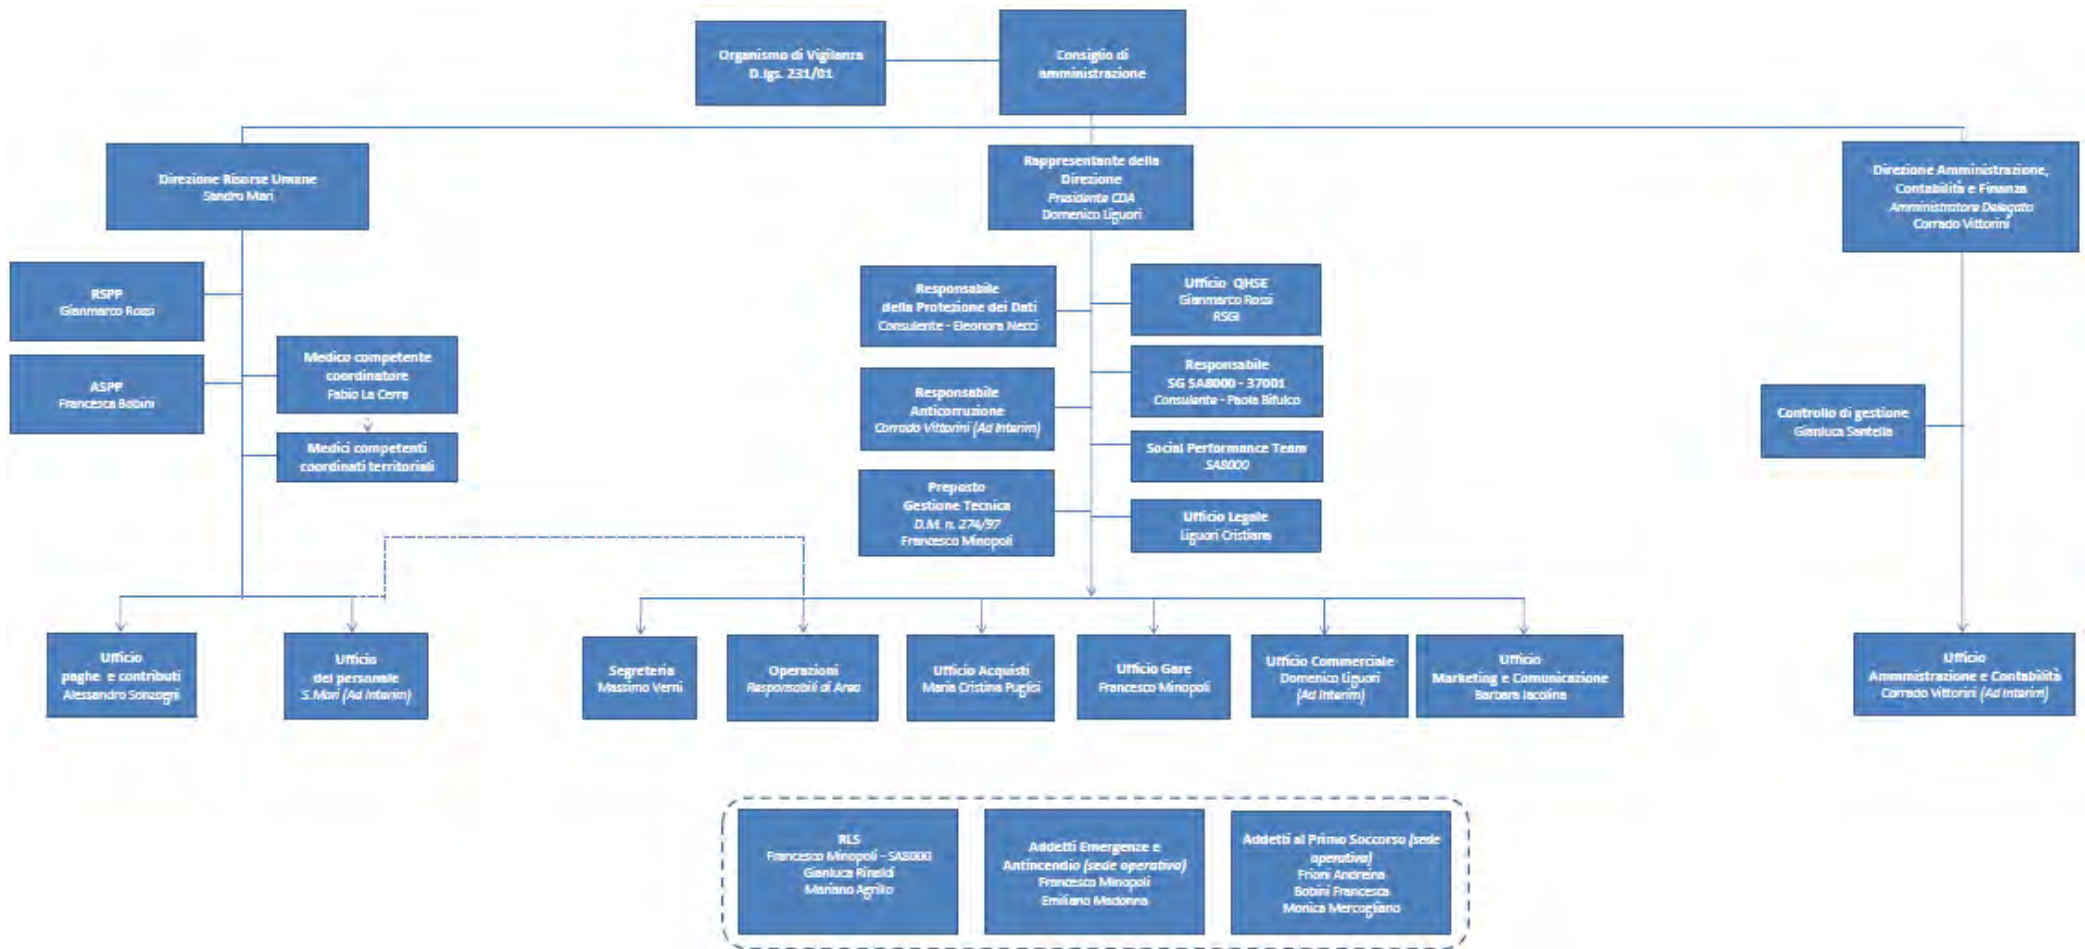 Organismo di Vigilanza
D.lgs. 231/01
Consiglio di
amministrazione
Direzione Risorse Umane
Sandro Mari
Rappresentante della
Direzione
Presidente CDA
Domenico Liguori
Direzione Amministrazione,
Contabilità e Finanza
Amministratore Delegato
Corrado Vittorini
RSPP
Gianmarco Rossi
ASPP
Francesca Bobini
Medico competente
coordinatore
Fabio La Cerra
Medici competenti
coordinati territoriali
Responsabile
della Protezione dei Dati
Consulente - Eleonora Necci
Ufficio QHSE
Gianmarco Rossi
RSGI
Responsabile
Anticorruzione
Corrado Vittorini (Ad Interim)
Responsabile
SG SA8000 - 37001
Consulente - Paola Bifulco
Social Performance Team
SA8000
Preposto
Gestione Tecnica
D.M. n. 274/97
Francesco Minopoli
Ufficio Legale
Liguori Cristiana
Controllo di gestione
Gianluca Santella
Ufficio
paghe e contributi
Alessandro Sonzogni
Ufficio
del personale
S.Mari (Ad Interim)
Segreteria
Massimo Verni
Operazioni
Responsabili di Area
Ufficio Acquisti
Maria Cristina Puglisi
Ufficio Gare
Francesco Minopoli
Ufficio Commerciale
Domenico Liguori
(Ad Interim)
Ufficio
Marketing e Comunicazione
Barbara Iacolina
Ufficio
Ammnistrazione e Contabilità
Corrado Vittorini (Ad Interim)
RLS
Francesco Minopoli - SA8000
Gianluca Rinaldi
Mariano Agrillo
Addetti Emergenze e
Antincendio (sede operativa)
Francesco Minopoli
Emiliano Madonna
Addetti al Primo Soccorso (sede
operativa)
Frioni Andreina
Bobini Francesca
Monica Mercogliano